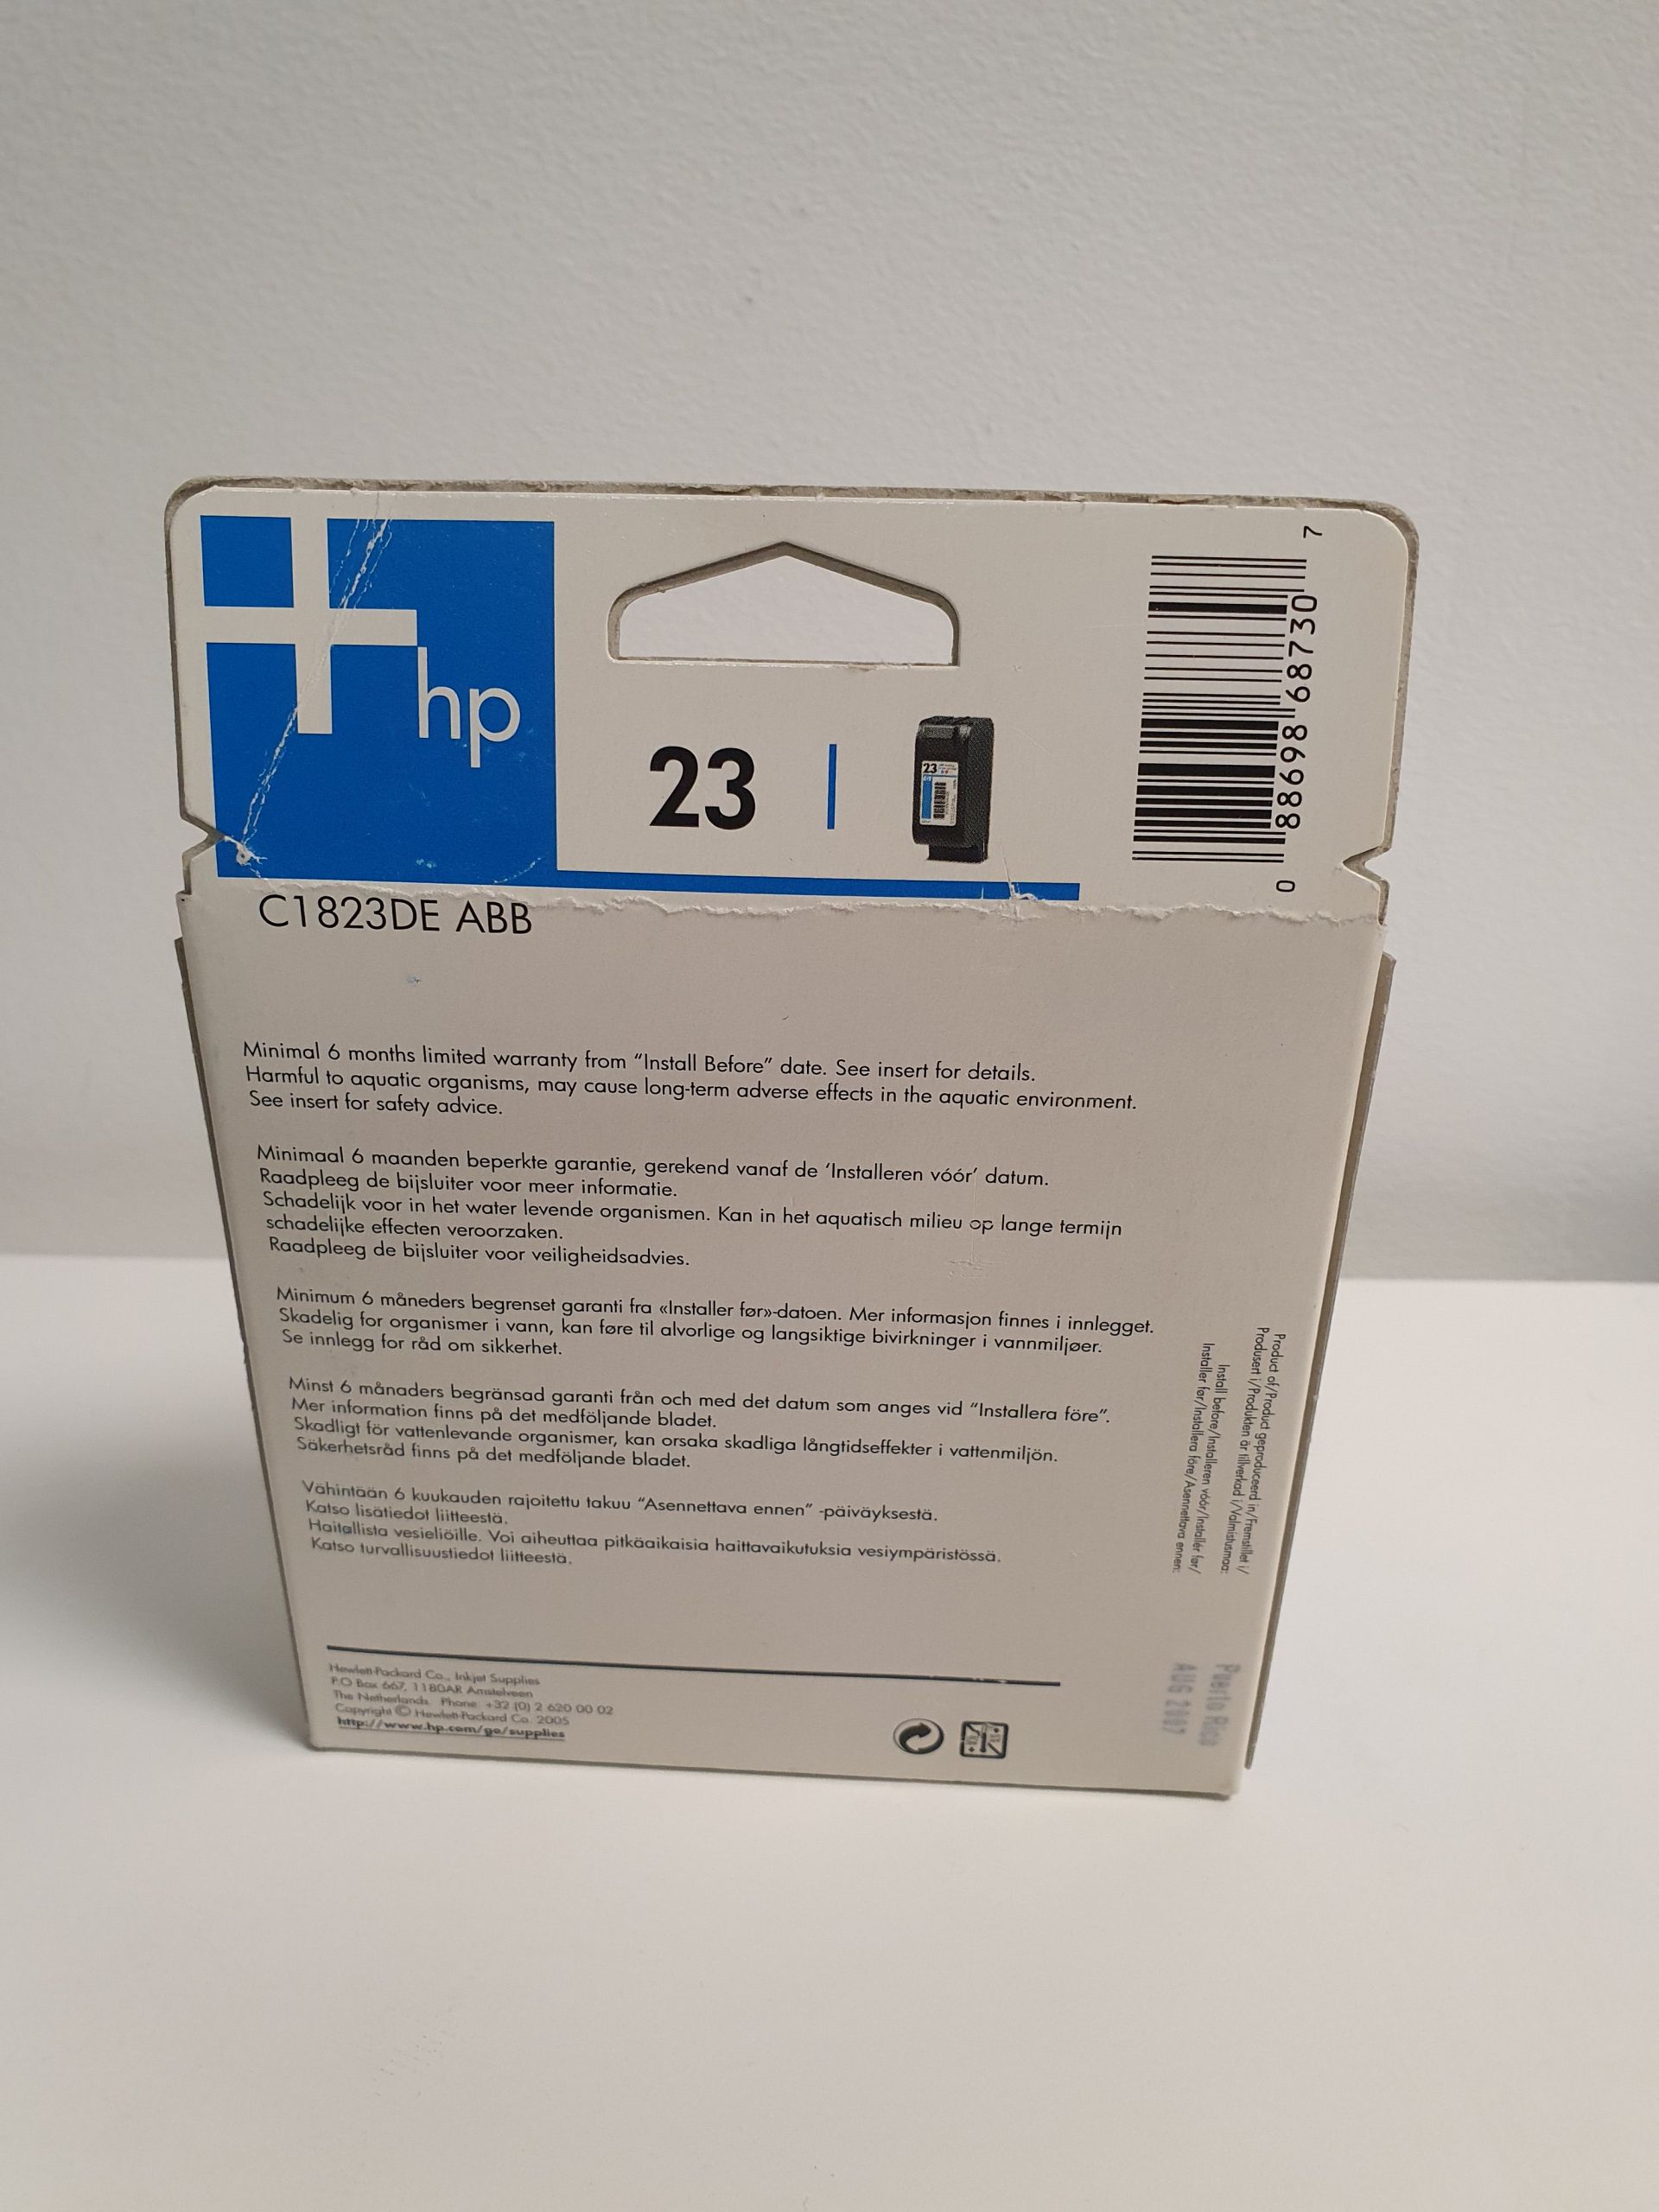 hp
23
23
0 88698 68730 7
C1823DE ABB
Minimal 6 months limited warranty from “Install Before” date. See insert for details.
Harmful to aquatic organisms, may cause long-term adverse effects in the aquatic environment.
See insert for safety advice.
Minimaal 6 maanden beperkte garantie, gerekend vanaf de ‘Installeren vóór’ datum.
Raadpleeg de bijsluiter voor meer informatie.
Schadelijk voor in het water levende organismen. Kan in het aquatisch milieu op lange termijn
schadelijke effecten veroorzaken.
Raadpleeg de bijsluiter voor veiligheidsadvies.
Minimum 6 måneders begrenset garanti fra «Installer før»-datoen. Mer informasjon finnes i innlegget.
Skadelig for organismer i vann, kan føre til alvorlige og langsiktige bivirkninger i vannmiljøer.
Se innlegg for råd om sikkerhet.
Minst 6 månaders begränsad garanti från och med det datum som anges vid “Installera före”.
Mer information finns på det medföljande bladet.
Skadligt för vattenlevande organismer, kan orsaka skadliga långtidseffekter i vattenmiljön.
Säkerhetsråd finns på det medföljande bladet.
Vähintään 6 kuukauden rajoitettu takuu “Asennettava ennen” -päiväyksestä.
Katso lisätiedot liitteestä.
Haitallista vesieliöille. Voi aiheuttaa pitkäaikaisia haittavaikutuksia vesiympäristössä.
Katso turvallisuustiedot liitteestä.
Product of/Product geproduceerd in/Fremstillet i/
Produsert i/Produkten är tillverkad i/Valmistusmaa:
Install before/Installeren vóór/Installér før/
Installer før/Installera före/Asennettava ennen:
Puerto Rico
AUG 2007
Hewlett-Packard Co., Inkjet Supplies
P.O Box 667, 1180AR Amstelveen
The Netherlands. Phone: +32 (0) 2 620 00 02
Copyright © Hewlett-Packard Co. 2005
http://www.hp.com/go/supplies